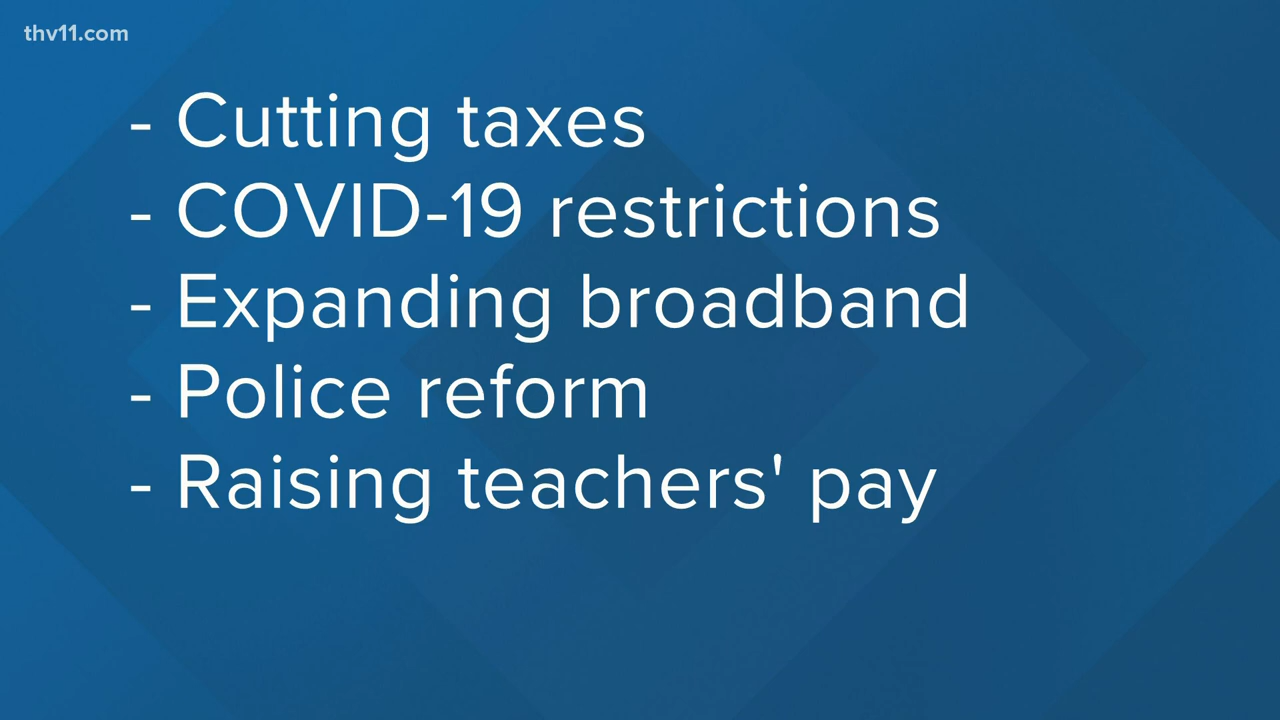 thv11.com
- Cutting taxes
- COVID-19 restrictions
- Expanding broadband
- Police reform
- Raising teachers' pay